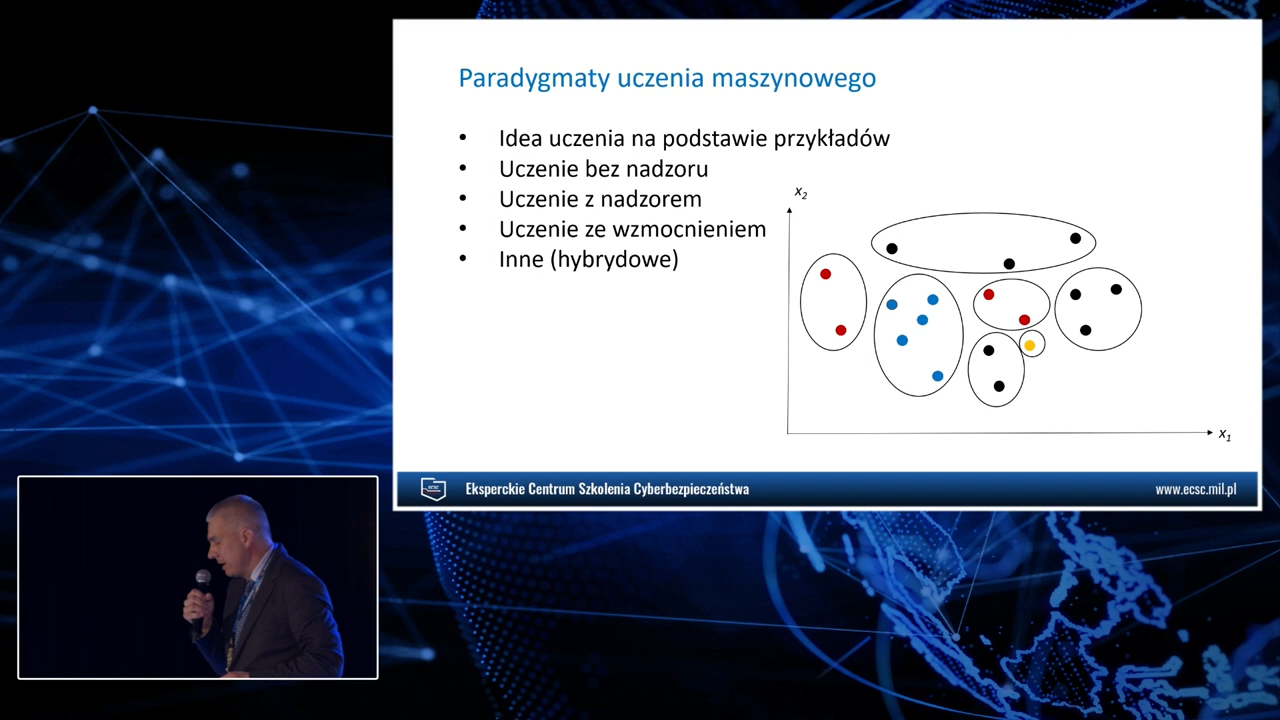 Paradygmaty uczenia maszynowego
• Idea uczenia na podstawie przykładów
• Uczenie bez nadzoru
• Uczenie z nadzorem
• Uczenie ze wzmocnieniem
• Inne (hybrydowe)
x2
x1
ecsc
Eksperckie Centrum Szkolenia Cyberbezpieczeństwa
www.ecsc.mil.pl